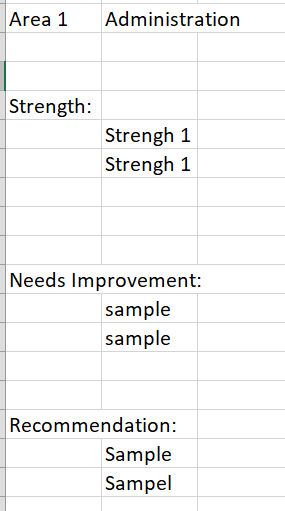 Area 1 Administration
Strength:
Strengh 1
Strengh 1
Needs Improvement:
sample
sample
Recommendation:
Sample
Sampel